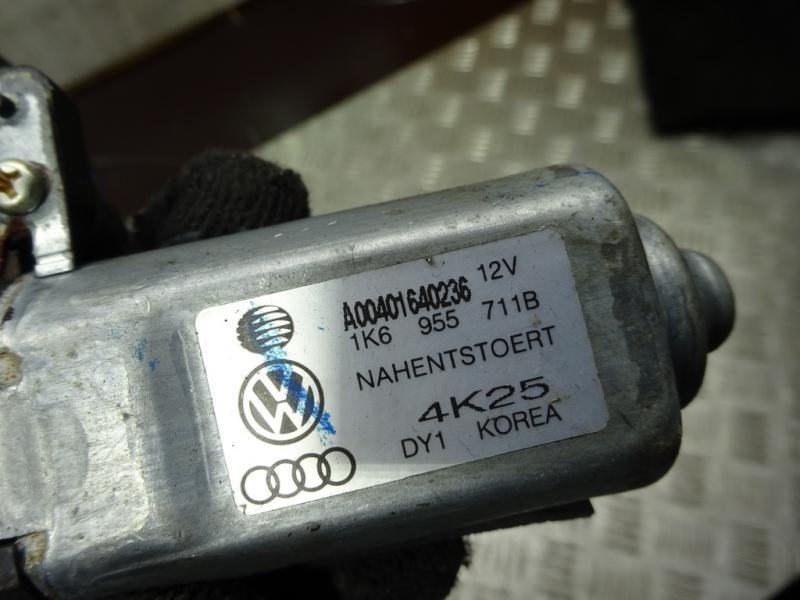 A00401640236 12V
1K6 955 711B
NAHENTSTOERT
4K25
DY1 KOREA